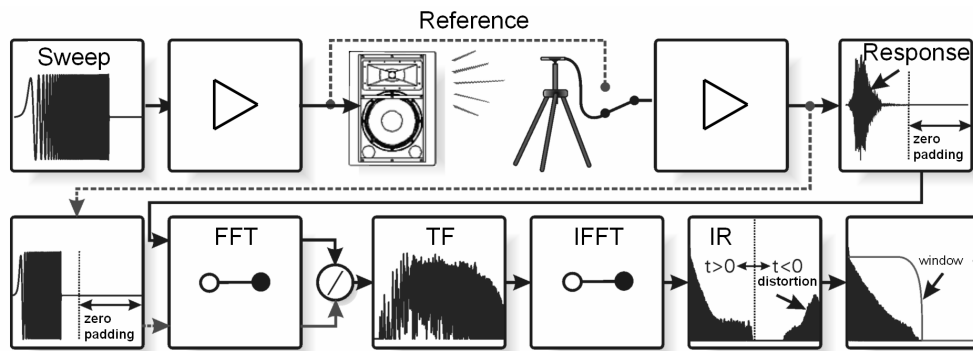 Reference
Sweep
Response
zero
padding
FFT
TF
IFFT
IR
t>0
t<0
distortion
window
zero
padding